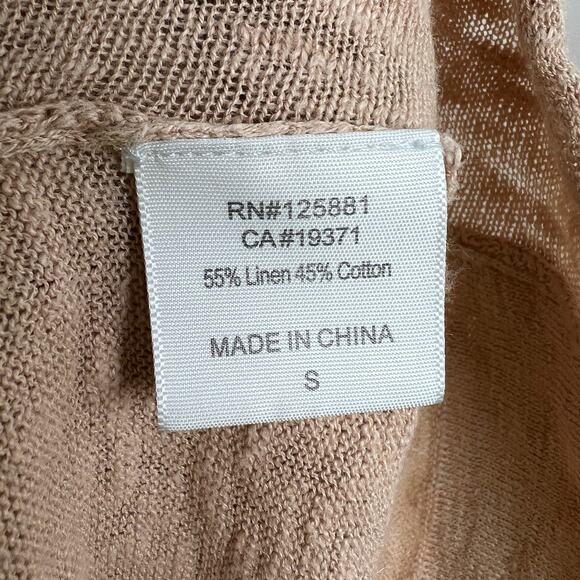 RN#125881
CA#19371
55% Linen 45% Cotton
MADE IN CHINA
S